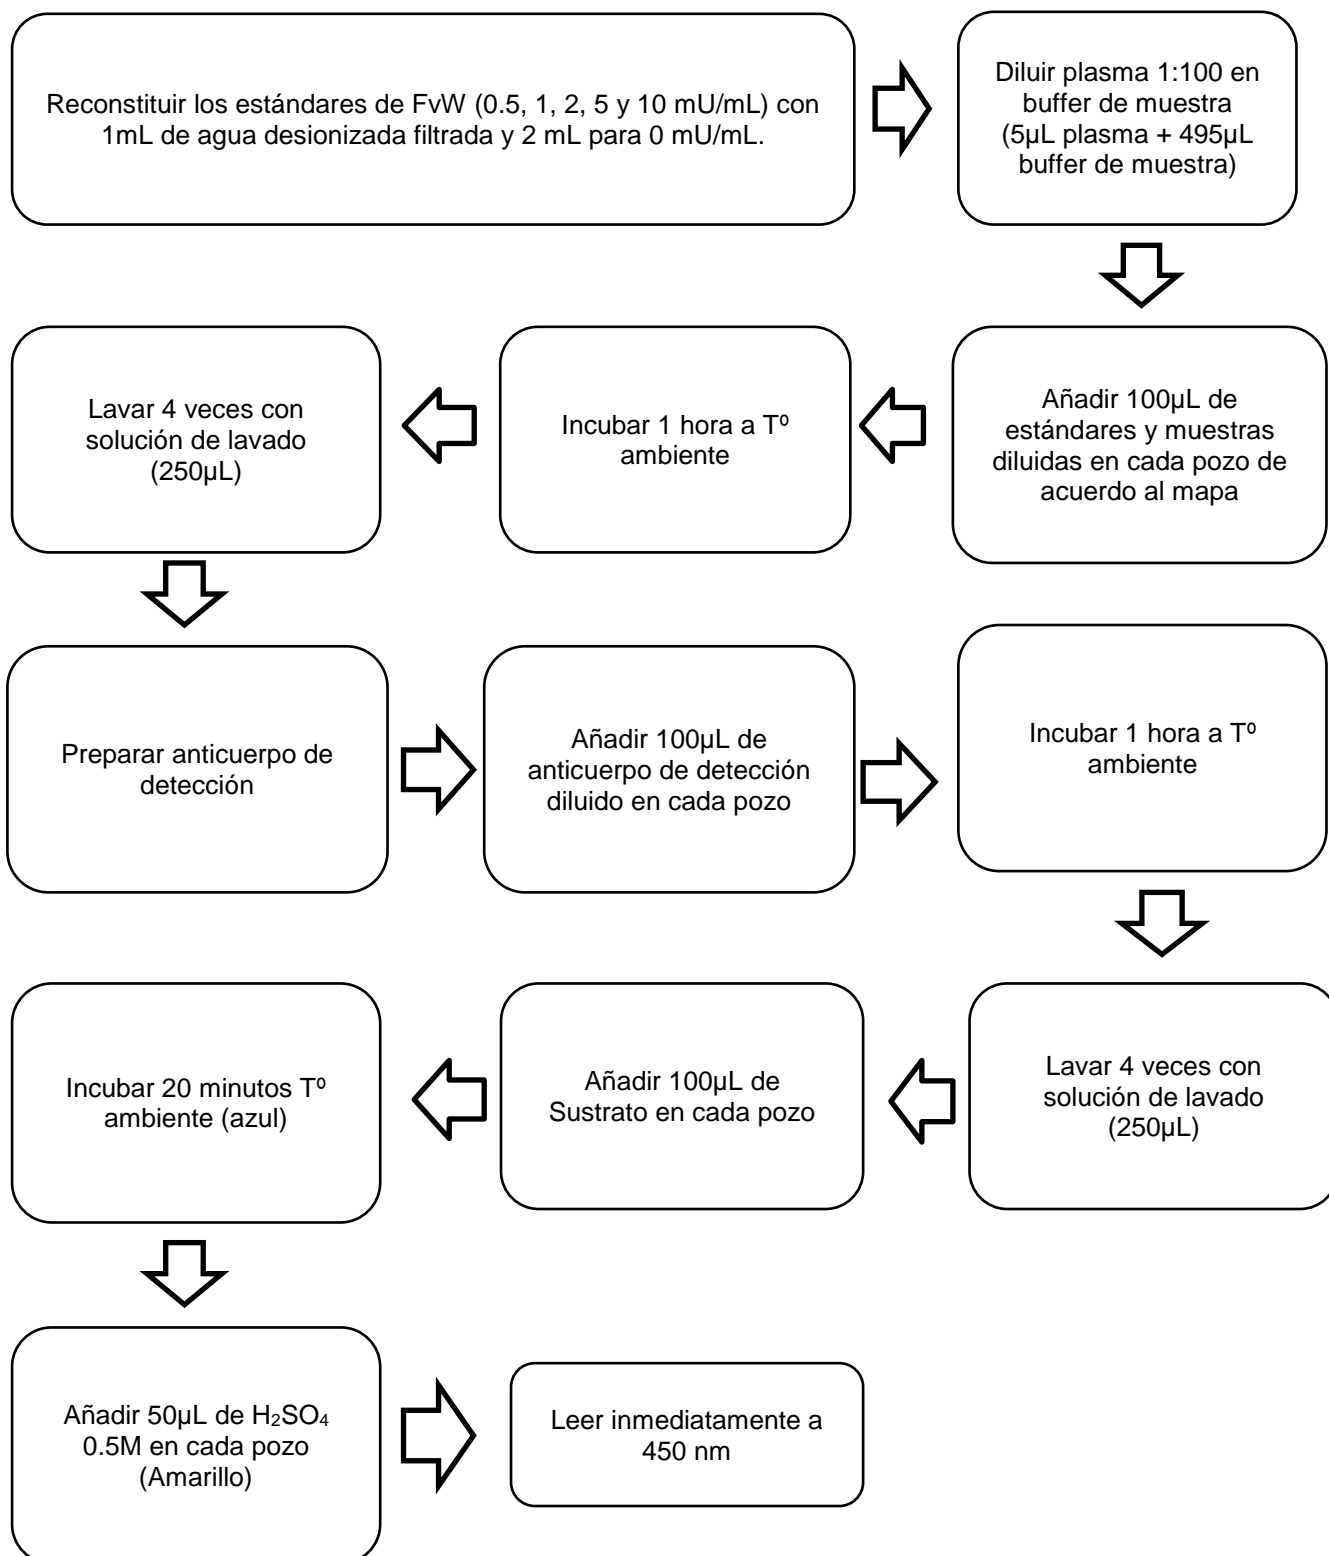 Reconstituir los estándares de FvW (0.5, 1, 2, 5 y 10 mU/mL) con
1mL de agua desionizada filtrada y 2 mL para 0 mU/mL.
Diluir plasma 1:100 en
buffer de muestra
(5µL plasma + 495µL
buffer de muestra)
Añadir 100µL de
estándares y muestras
diluidas en cada pozo de
acuerdo al mapa
Incubar 1 hora a Tº
ambiente
Lavar 4 veces con
solución de lavado
(250µL)
Preparar anticuerpo de
detección
Añadir 100µL de
anticuerpo de detección
diluido en cada pozo
Incubar 1 hora a Tº
ambiente
Lavar 4 veces con
solución de lavado
(250µL)
Añadir 100µL de
Sustrato en cada pozo
Incubar 20 minutos Tº
ambiente (azul)
Añadir 50µL de H₂SO₄
0.5M en cada pozo
(Amarillo)
Leer inmediatamente a
450 nm